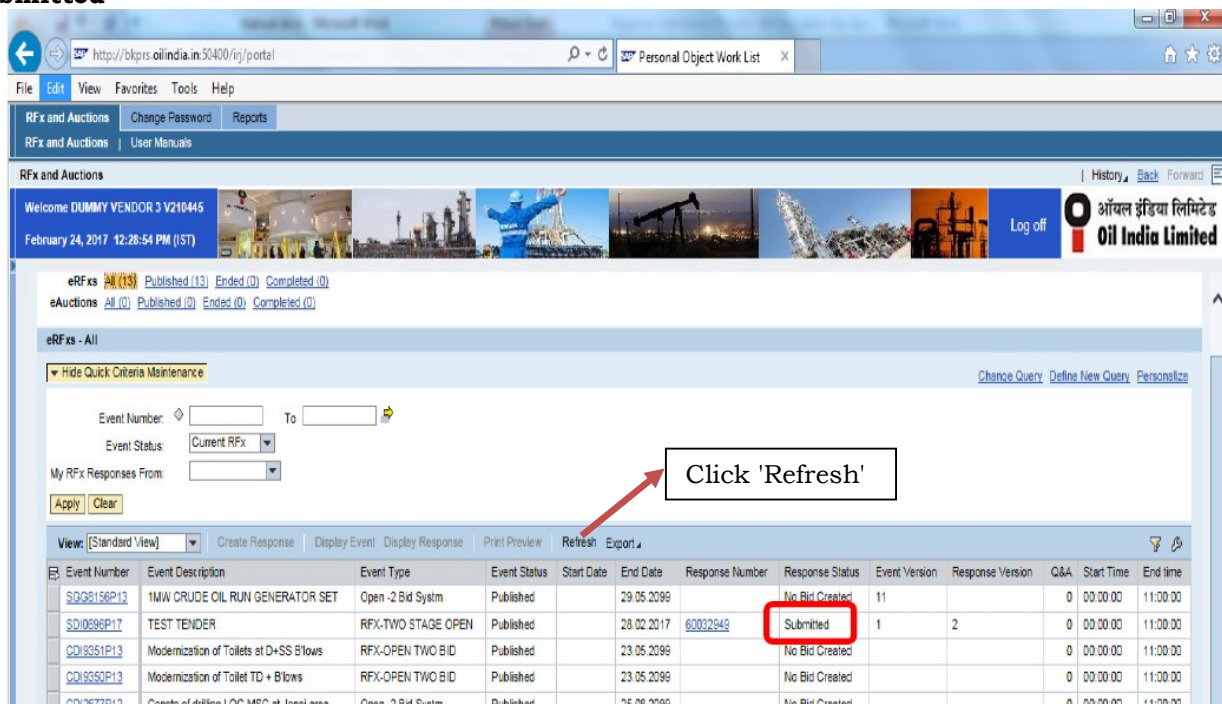 http://bkprs.oilindia.in:50400/irj/portal
Personal Object Work List
File Edit View Favorites Tools Help
RFx and Auctions Change Password Reports
RFx and Auctions | User Manuals
RFx and Auctions | History Back Forward
Welcome DUMMY VENDOR 3 V210445
February 24, 2017 12:28:54 PM (IST)
Log off
ऑयल इंडिया लिमिटेड
Oil India Limited
eRFxs All (13) Published (13) Ended (0) Completed (0)
eAuctions All (0) Published (0) Ended (0) Completed (0)
eRFxs - All
Hide Quick Criteria Maintenance Change Query Define New Query Personalize
Event Number: To
Event Status: Current RFx
My RFx Responses From:
Click 'Refresh'
Apply Clear
View: [Standard View] Create Response Display Event Display Response Print Preview Refresh Export
Event Number Event Description Event Type Event Status Start Date End Date Response Number Response Status Event Version Response Version Q&A Start Time End time
SGG8156P13 1MW CRUDE OIL RUN GENERATOR SET Open -2 Bid Systm Published 29.05.2099 No Bid Created 11 0 00:00:00 11:00:00
SDI0696P17 TEST TENDER RFX-TWO STAGE OPEN Published 28.02.2017 60032949 Submitted 1 2 0 00:00:00 11:00:00
CDI9351P13 Modernization of Toilets at D+SS B'lows RFX-OPEN TWO BID Published 23.05.2099 No Bid Created 0 00:00:00 11:00:00
CDI9350P13 Modernization of Toilet TD + B'lows RFX-OPEN TWO BID Published 23.05.2099 No Bid Created 0 00:00:00 11:00:00